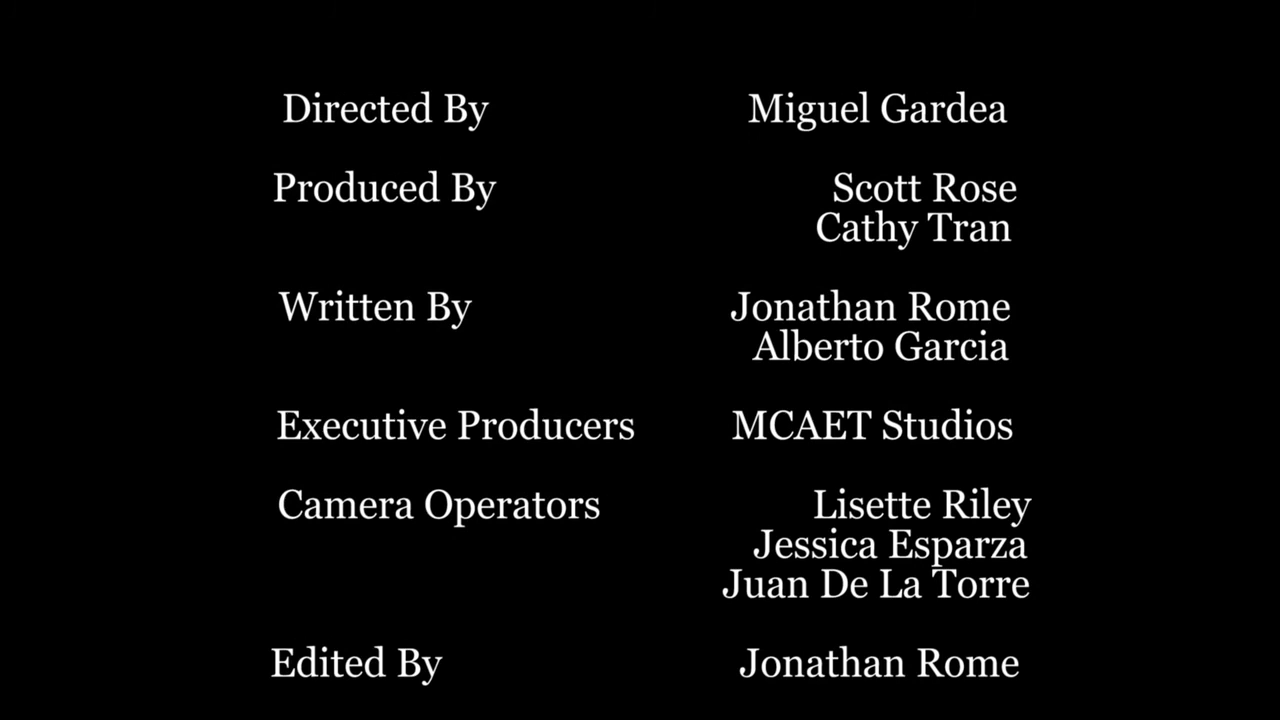 Directed By Miguel Gardea
Produced By Scott Rose
Cathy Tran
Written By Jonathan Rome
Alberto Garcia
Executive Producers MCAET Studios
Camera Operators Lisette Riley
Jessica Esparza
Juan De La Torre
Edited By Jonathan Rome